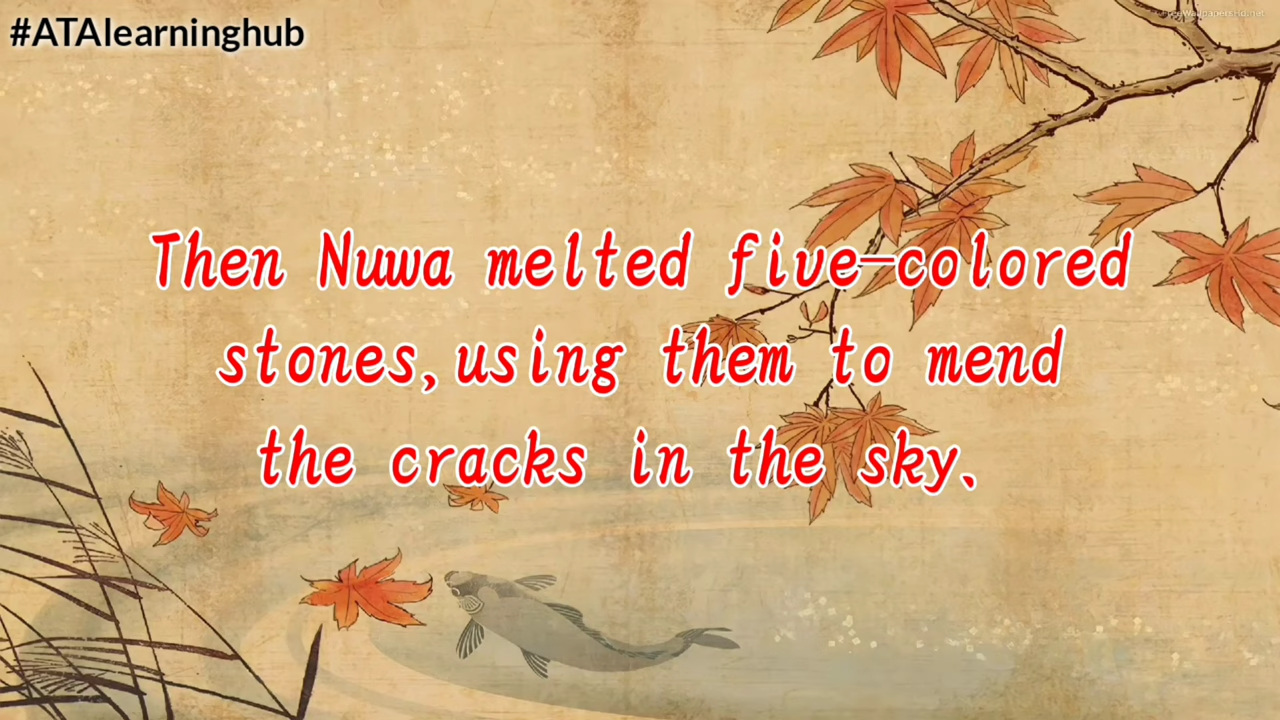 #ATAlearninghub
Then Nuwa melted five-colored
stones,using them to mend
the cracks in the sky.